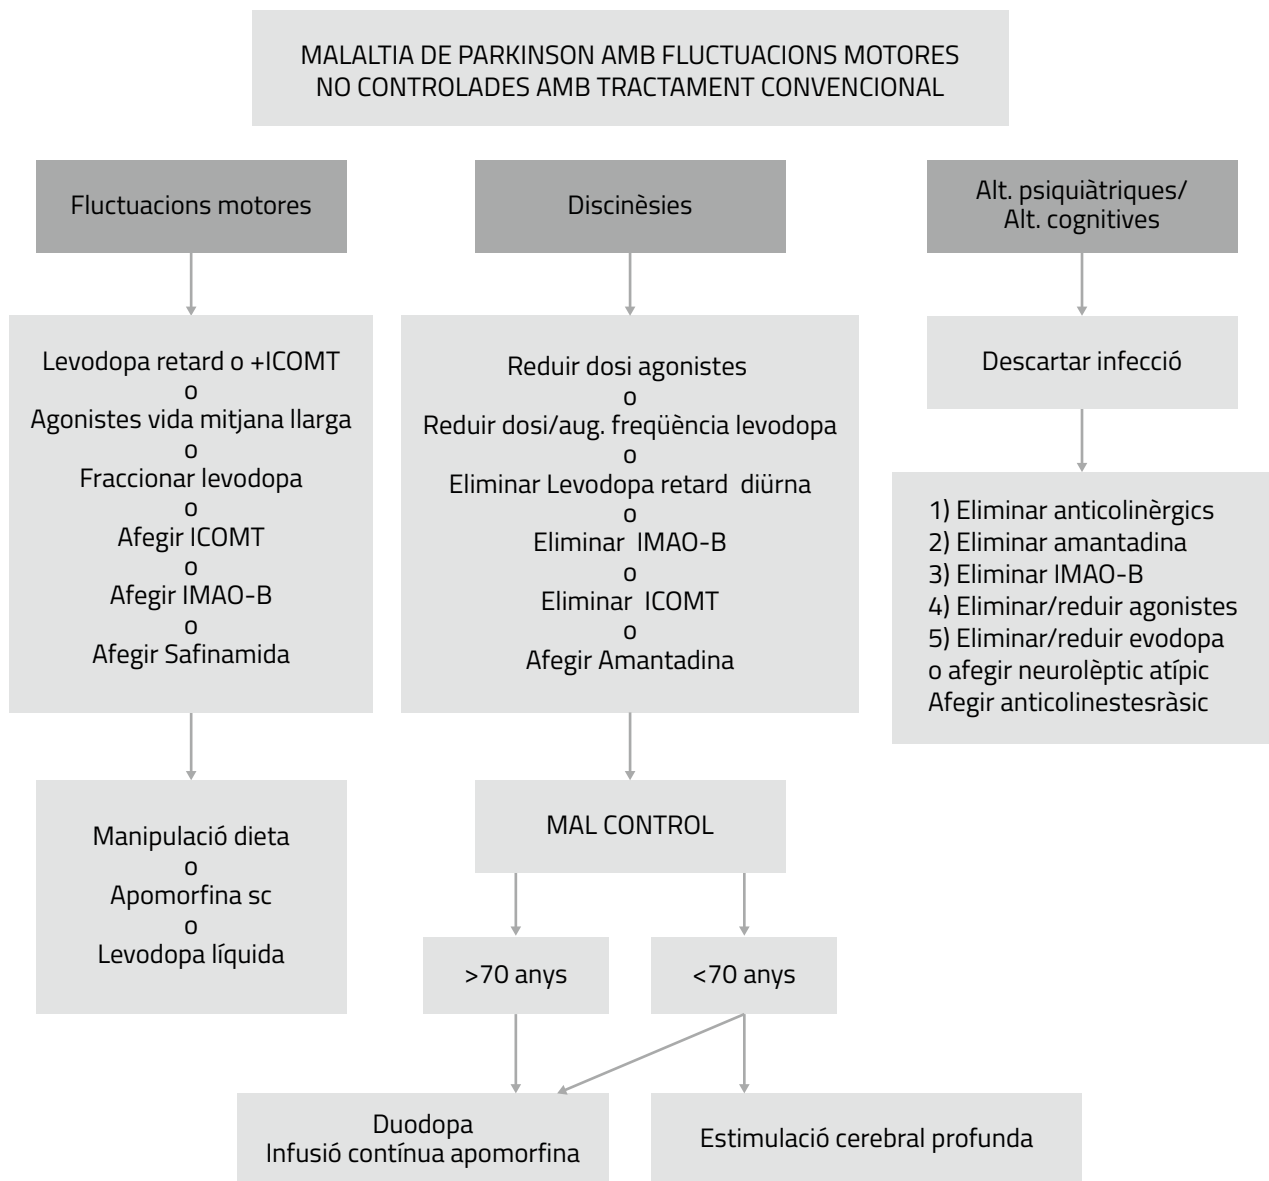 MALALTIA DE PARKINSON AMB FLUCTUACIONS MOTORES
NO CONTROLADES AMB TRACTAMENT CONVENCIONAL
Fluctuacions motores
Levodopa retard o +ICOMT
o
Agonistes vida mitjana llarga
o
Fraccionar levodopa
o
Afegir ICOMT
o
Afegir IMAO-B
o
Afegir Safinamida
Manipulació dieta
o
Apomorfina sc
o
Levodopa líquida
Discinèsies
Reduir dosi agonistes
o
Reduir dosi/aug. freqüència levodopa
o
Eliminar Levodopa retard diürna
o
Eliminar IMAO-B
o
Eliminar ICOMT
o
Afegir Amantadina
MAL CONTROL
>70 anys
<70 anys
Duodopa
Infusió contínua apomorfina
Estimulació cerebral profunda
Alt. psiquiàtriques/
Alt. cognitives
Descartar infecció
1) Eliminar anticolinèrgics
2) Eliminar amantadina
3) Eliminar IMAO-B
4) Eliminar/reduir agonistes
5) Eliminar/reduir evodopa
o afegir neurolèptic atípic
Afegir anticolinestesràsic